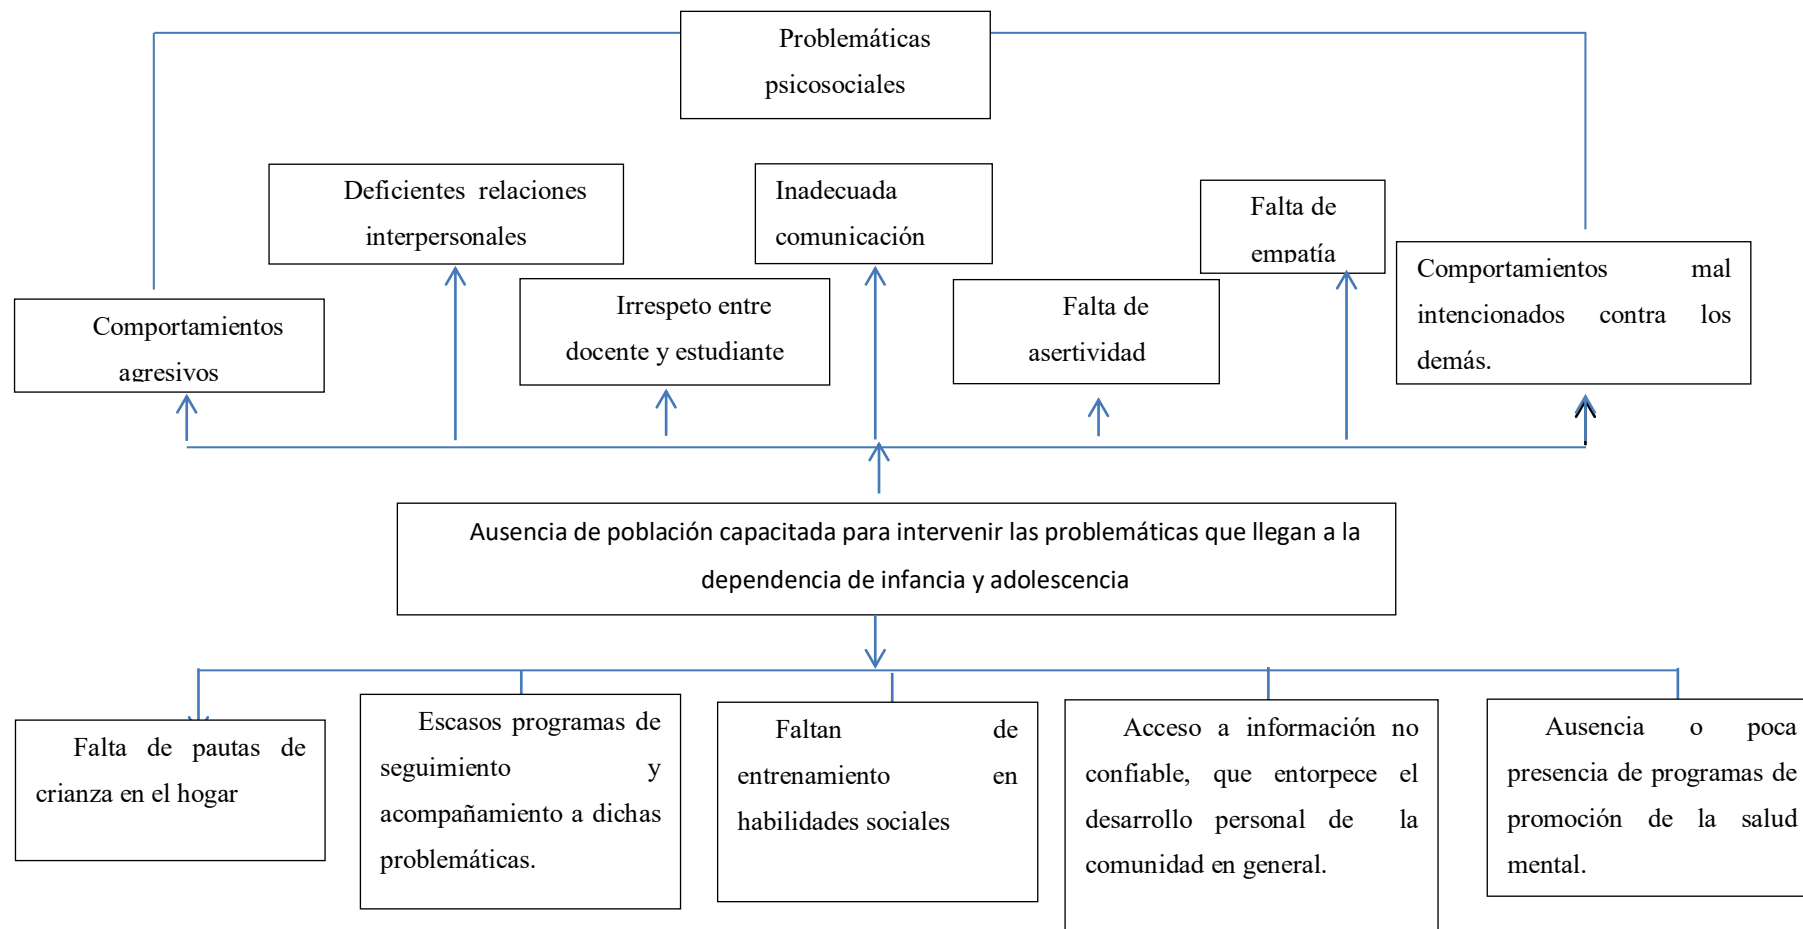 Problemáticas
psicosociales
Deficientes relaciones
interpersonales
Inadecuada
comunicación
Falta de
empatía
Comportamientos mal
intencionados contra los
demás.
Comportamientos
agresivos
Irrespeto entre
docente y estudiante
Falta de
asertividad
Ausencia de población capacitada para intervenir las problemáticas que llegan a la
dependencia de infancia y adolescencia
Falta de pautas de
crianza en el hogar
Escasos programas de
seguimiento y
acompañamiento a dichas
problemáticas.
Faltan de
entrenamiento en
habilidades sociales
Acceso a información no
confiable, que entorpece el
desarrollo personal de la
comunidad en general.
Ausencia o poca
presencia de programas de
promoción de la salud
mental.